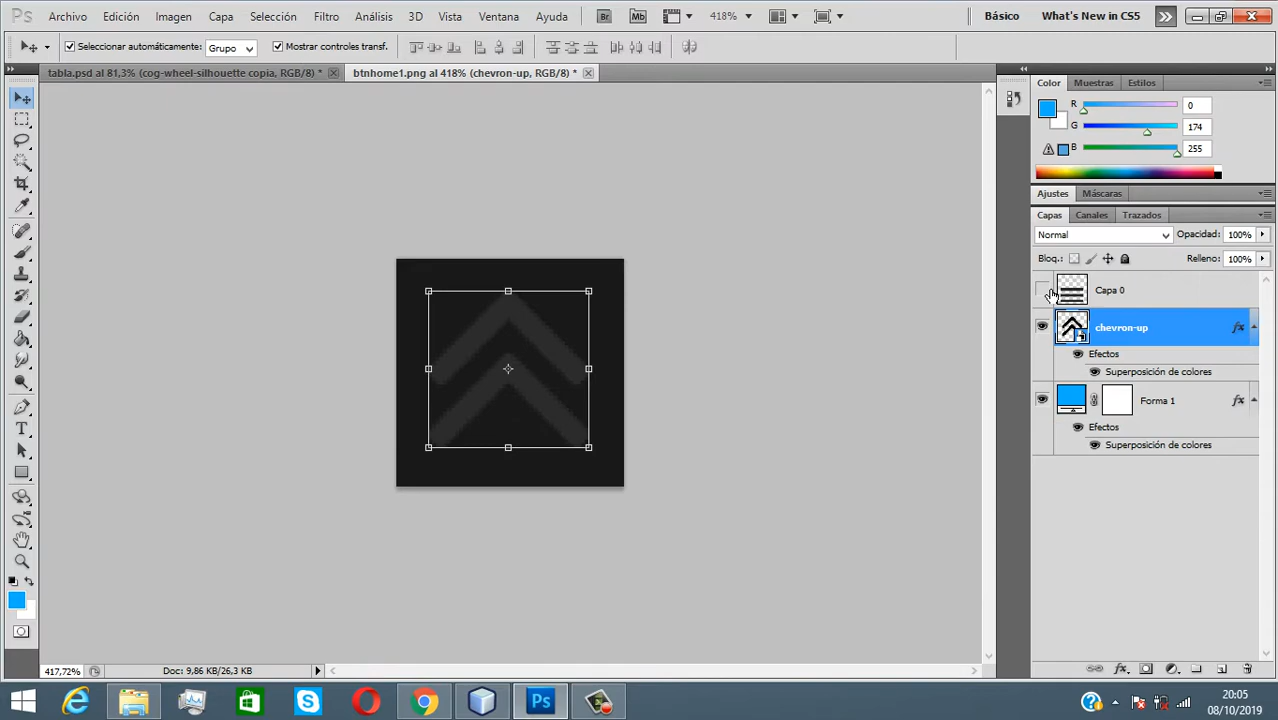 Ps Archivo Edición Imagen Capa Selección Filtro Análisis 3D Vista Ventana Ayuda Br Mb 418% Básico What's New in CS5
Seleccionar automáticamente: Grupo Mostrar controles transf.
tabla.psd al 81,3% (cog-wheel-silhouette copia, RGB/8) * btnhome1.png al 418% (chevron-up, RGB/8) *
Color Muestras Estilos
R 0
G 174
B 255
Ajustes Máscaras
Capas Canales Trazados
Normal Opacidad: 100%
Bloq.: Relleno: 100%
Capa 0
chevron-up fx
Efectos
Superposición de colores
Forma 1 fx
Efectos
Superposición de colores
T
417,72% Doc: 9,86 KB/26,3 KB
fx
Ps
20:05
08/10/2019